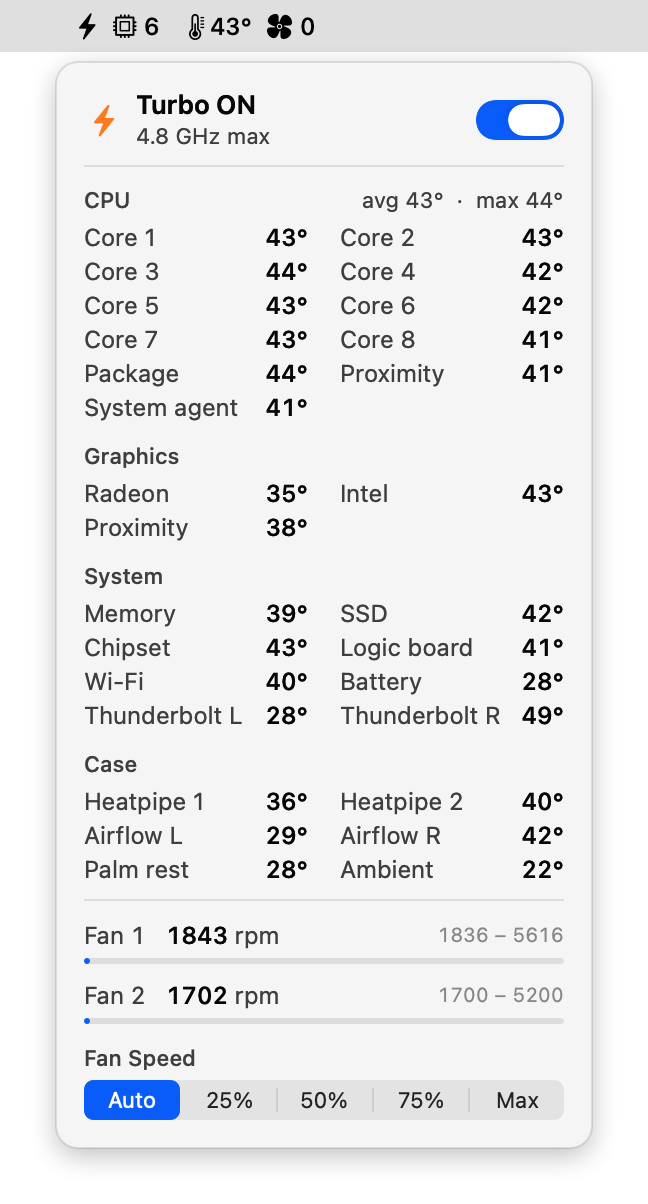 6 43° 0
Turbo ON
4.8 GHz max
CPU avg 43° · max 44°
Core 1 43° Core 2 43°
Core 3 44° Core 4 42°
Core 5 43° Core 6 42°
Core 7 43° Core 8 41°
Package 44° Proximity 41°
System agent 41°
Graphics
Radeon 35° Intel 43°
Proximity 38°
System
Memory 39° SSD 42°
Chipset 43° Logic board 41°
Wi-Fi 40° Battery 28°
Thunderbolt L 28° Thunderbolt R 49°
Case
Heatpipe 1 36° Heatpipe 2 40°
Airflow L 29° Airflow R 42°
Palm rest 28° Ambient 22°
Fan 1 1843 rpm 1836 – 5616
Fan 2 1702 rpm 1700 – 5200
Fan Speed
Auto 25% 50% 75% Max